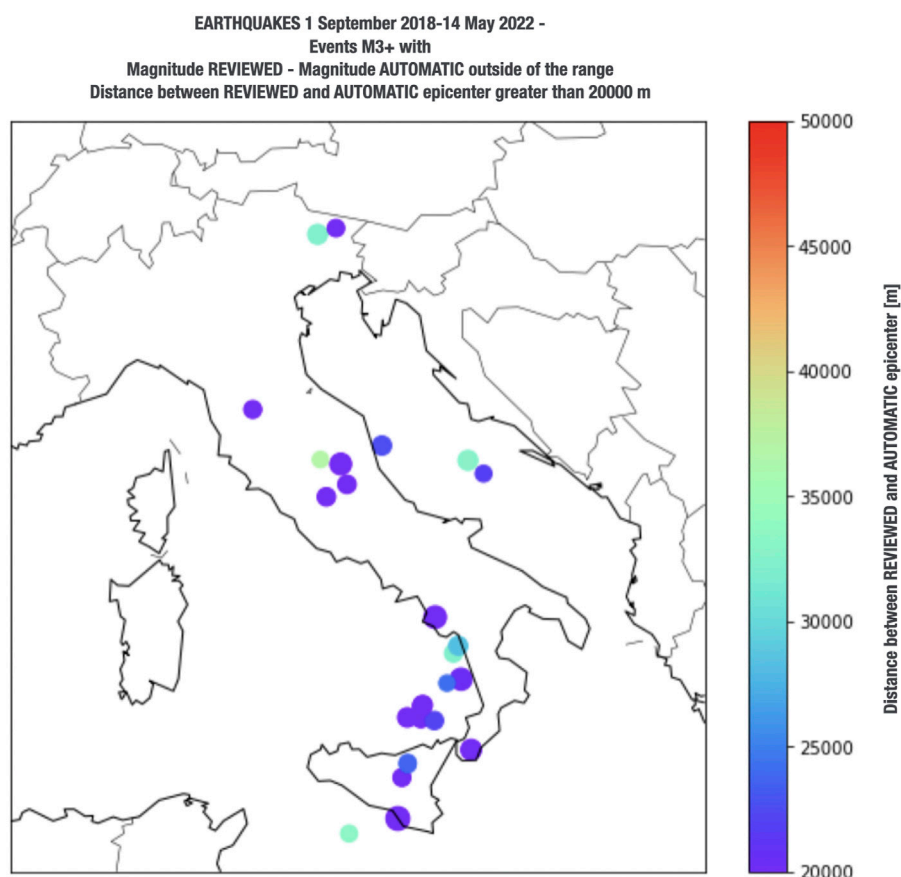 EARTHQUAKES 1 September 2018-14 May 2022 -
Events M3+ with
Magnitude REVIEWED - Magnitude AUTOMATIC outside of the range
Distance between REVIEWED and AUTOMATIC epicenter greater than 20000 m
50000
45000
40000
35000
30000
25000
20000
Distance between REVIEWED and AUTOMATIC epicenter [m]